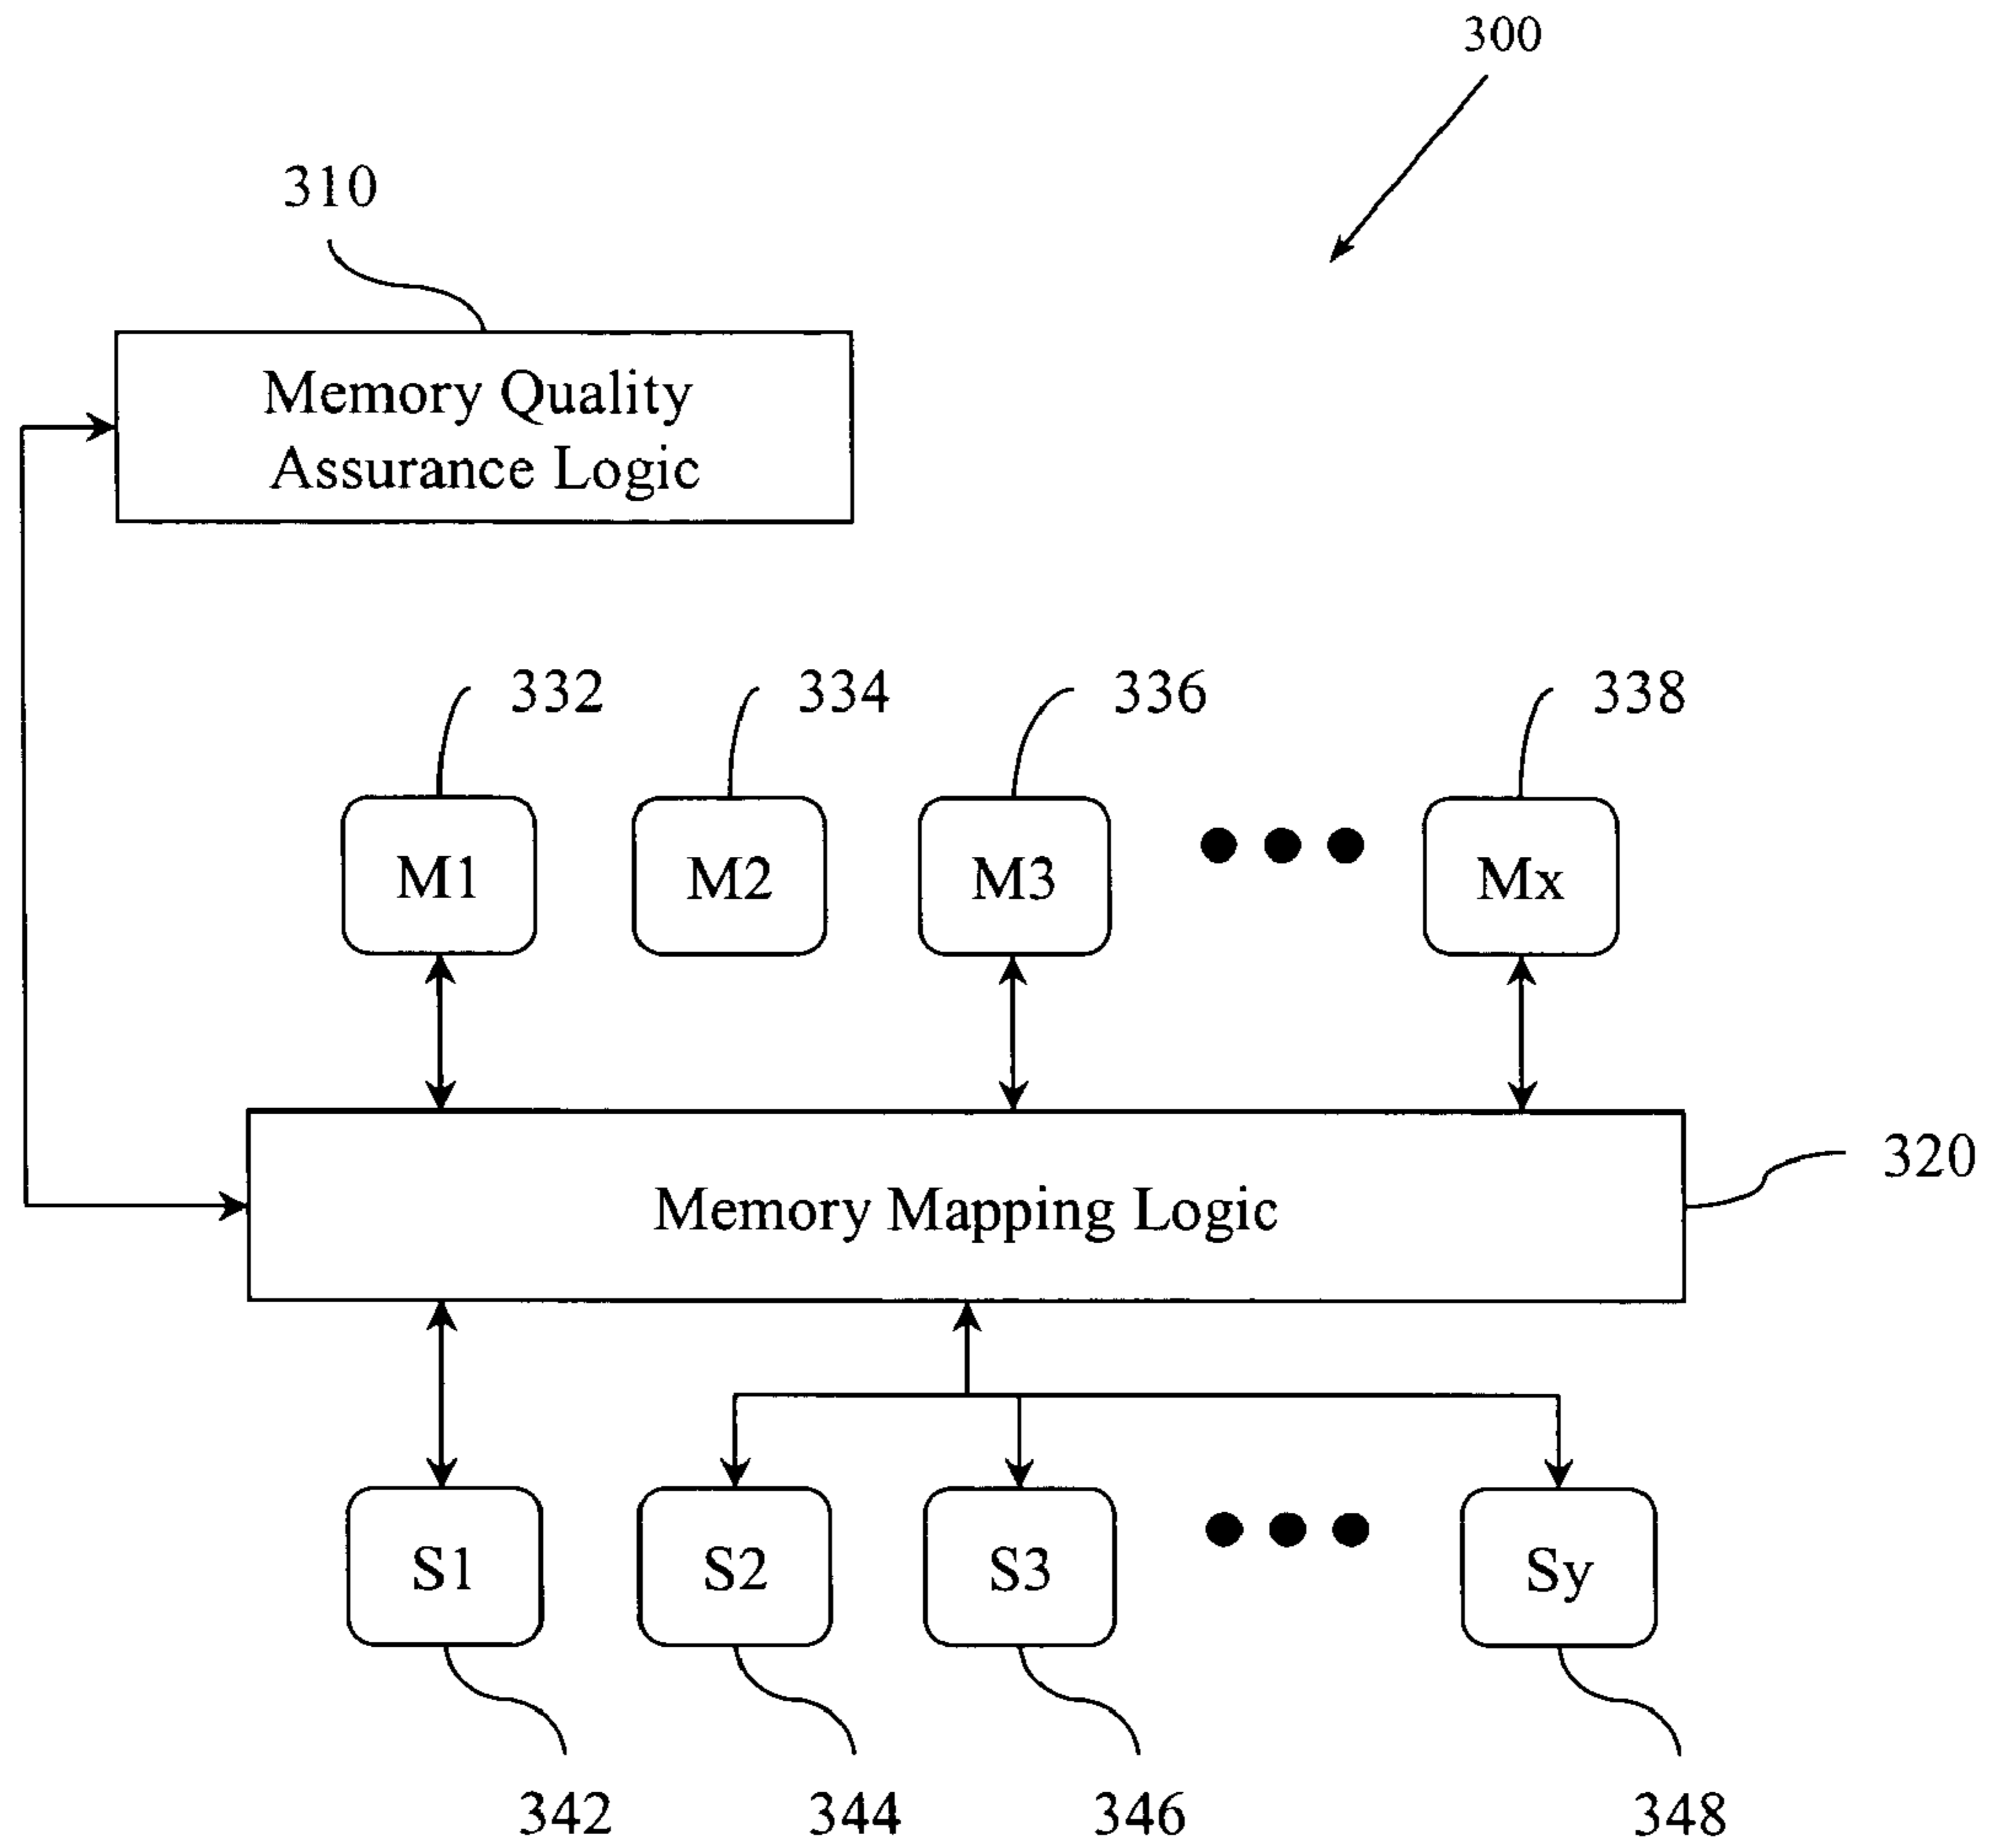 300
310
Memory Quality
Assurance Logic
332
334
336
338
M1
M2
M3
Mx
320
Memory Mapping Logic
S1
S2
S3
Sy
342
344
346
348